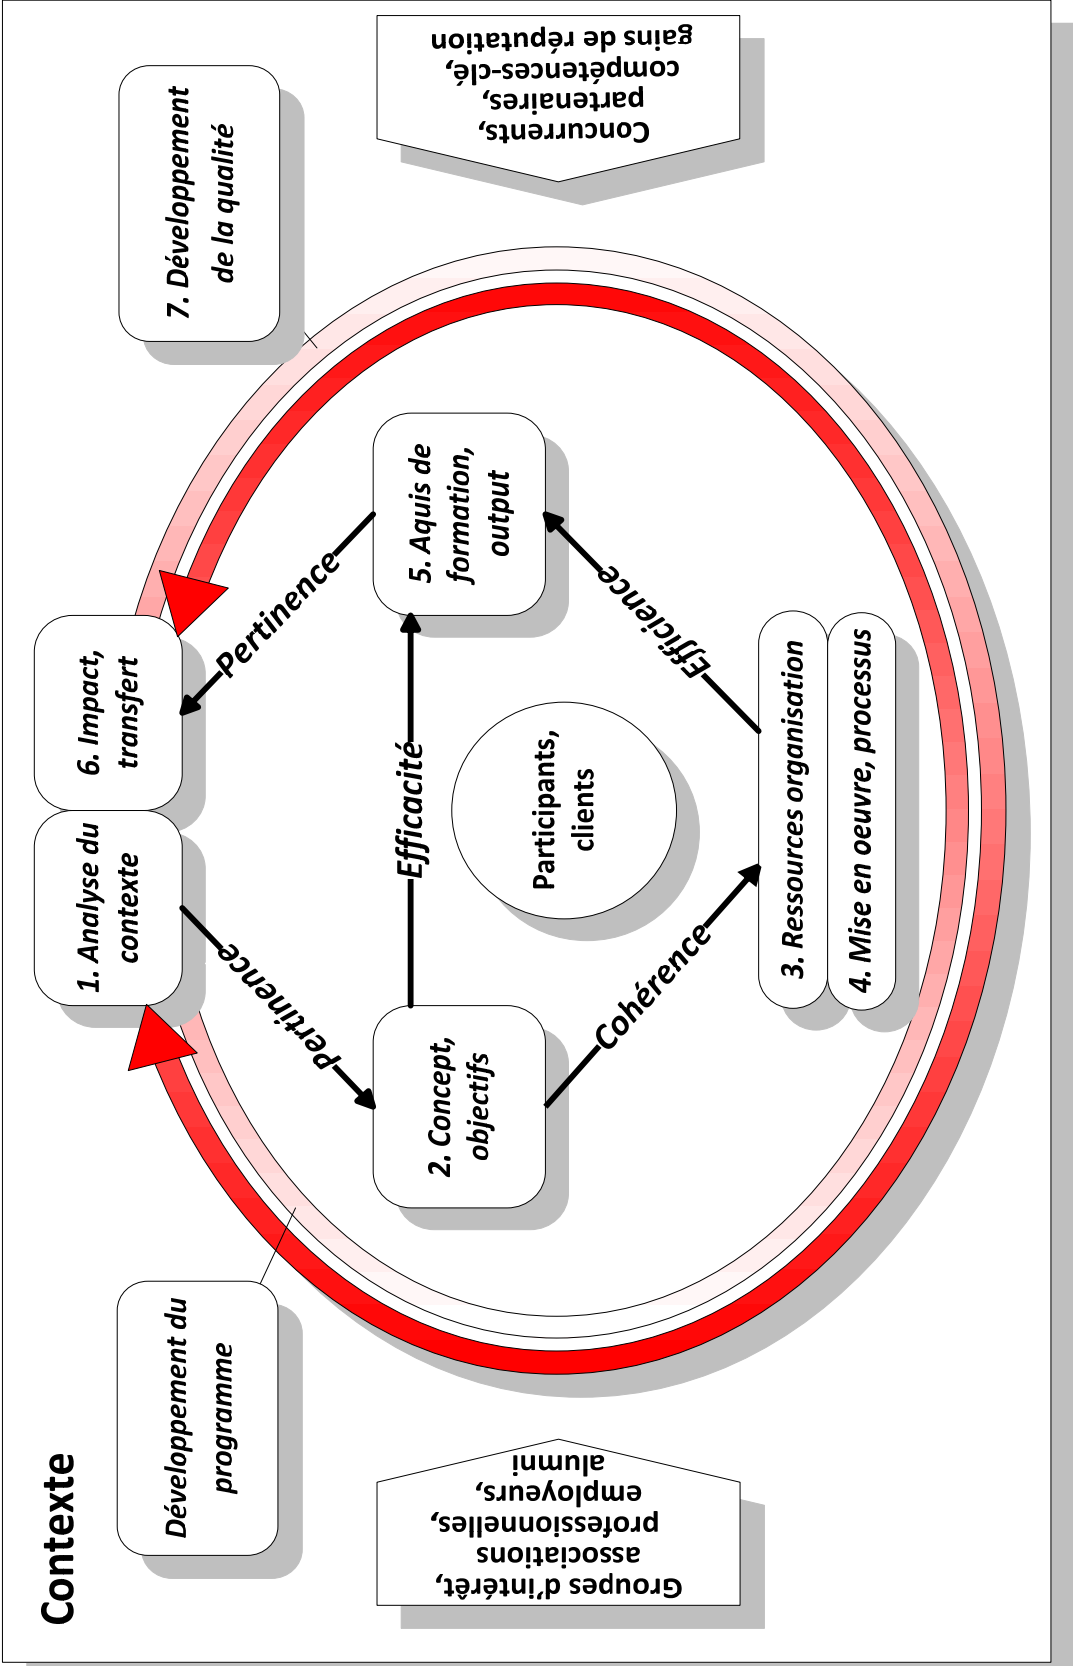 Contexte
Développement du
programme
1. Analyse du
contexte
6. Impact,
transfert
7. Développement
de la qualité
Pertinence
Pertinence
2. Concept,
objectifs
Efficacité
5. Aquis de
formation,
output
Participants,
clients
Cohérence
Efficience
3. Ressources organisation
4. Mise en oeuvre, processus
Groupes d’intérêt,
associations
professionnelles,
employeurs,
alumni
Concurrents,
partenaires,
compétences-clé,
gains de réputation